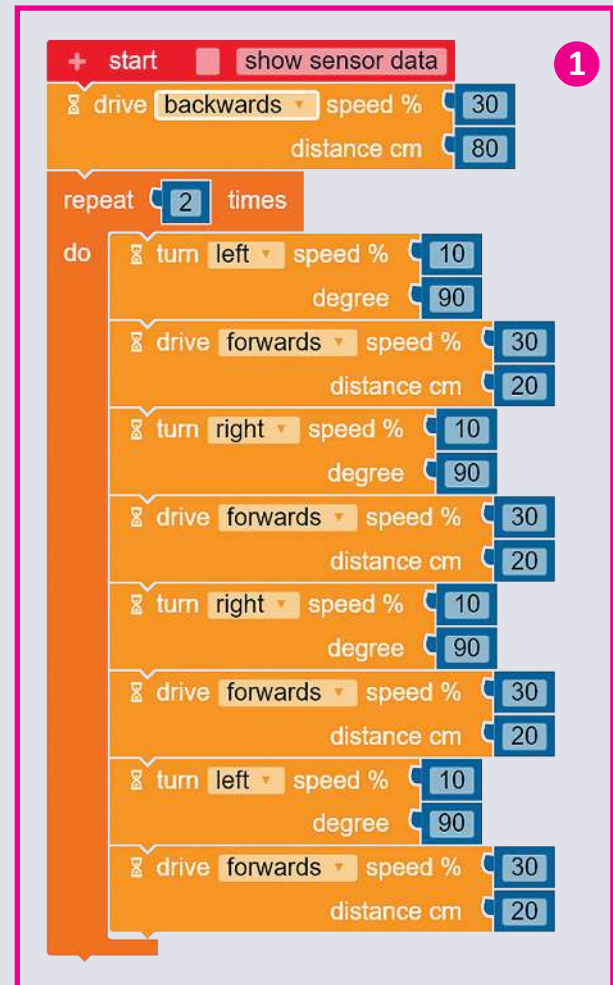 + start show sensor data
1
drive backwards speed % 30
distance cm 80
repeat 2 times
do turn left speed % 10
degree 90
drive forwards speed % 30
distance cm 20
turn right speed % 10
degree 90
drive forwards speed % 30
distance cm 20
turn right speed % 10
degree 90
drive forwards speed % 30
distance cm 20
turn left speed % 10
degree 90
drive forwards speed % 30
distance cm 20